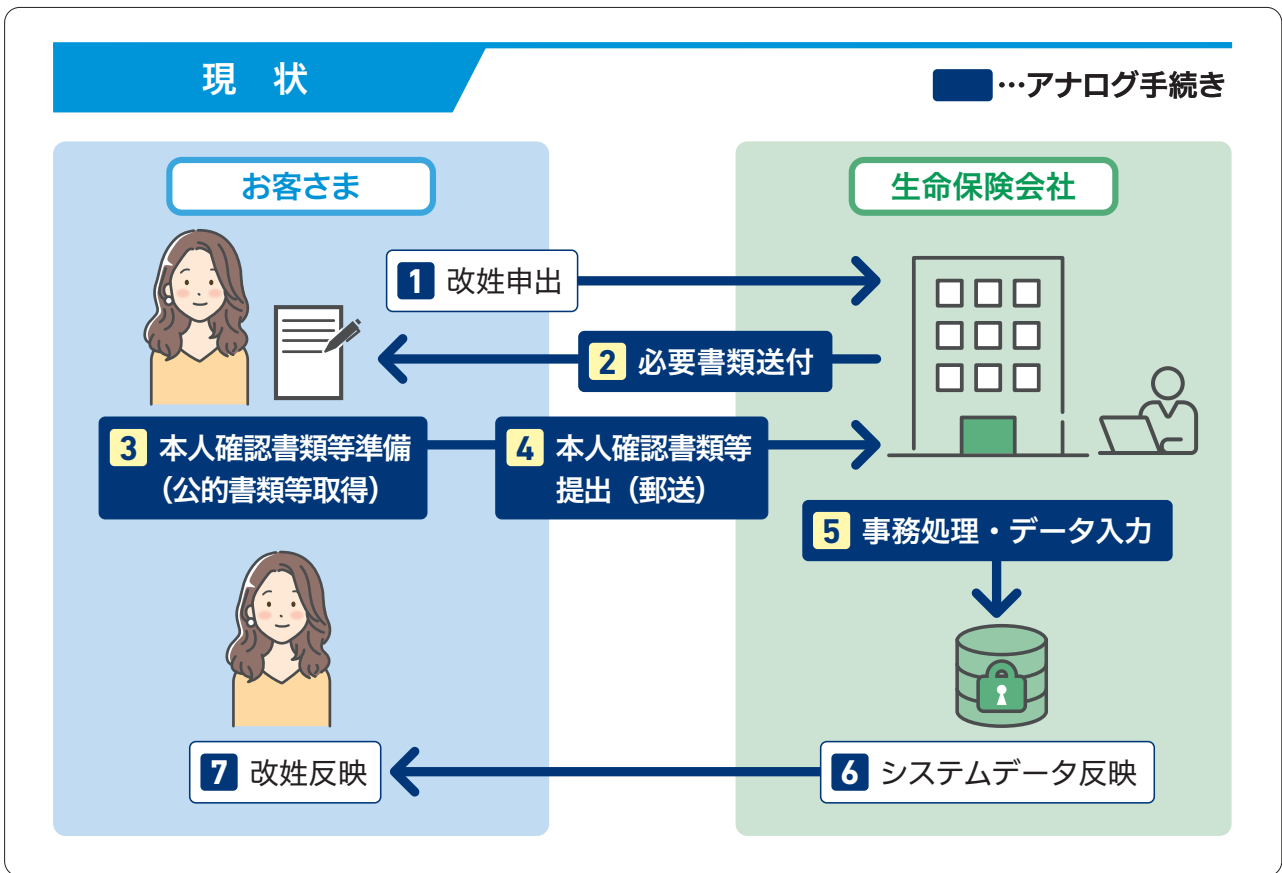 現 状
…アナログ手続き
お客さま
生命保険会社
1 改姓申出
2 必要書類送付
3 本人確認書類等準備
（公的書類等取得）
4 本人確認書類等
提出（郵送）
5 事務処理・データ入力
6 システムデータ反映
7 改姓反映